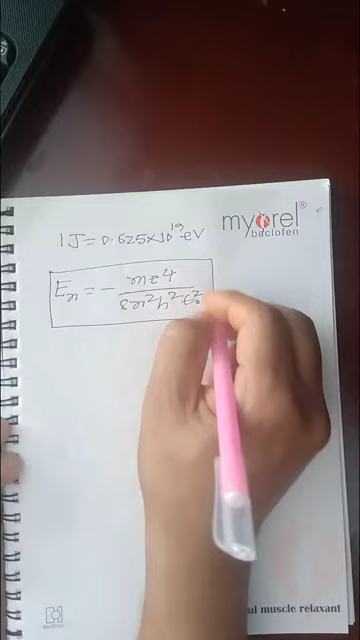 1J = 0.625×10¹⁹ eV
myorel®
baclofen
Eₙ = - me⁴ / 8n²h²ε₀²
ul muscle relaxant